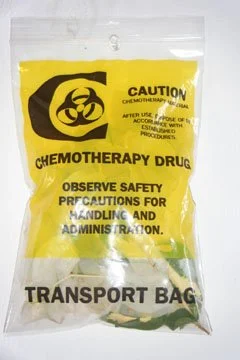 CAUTION
CHEMOTHERAPY MATERIAL
AFTER USE, DISPOSE OF IN
ACCORDANCE WITH
ESTABLISHED
PROCEDURES.
CHEMOTHERAPY DRUG
OBSERVE SAFETY
PRECAUTIONS FOR
HANDLING AND
ADMINISTRATION.
TRANSPORT BAG